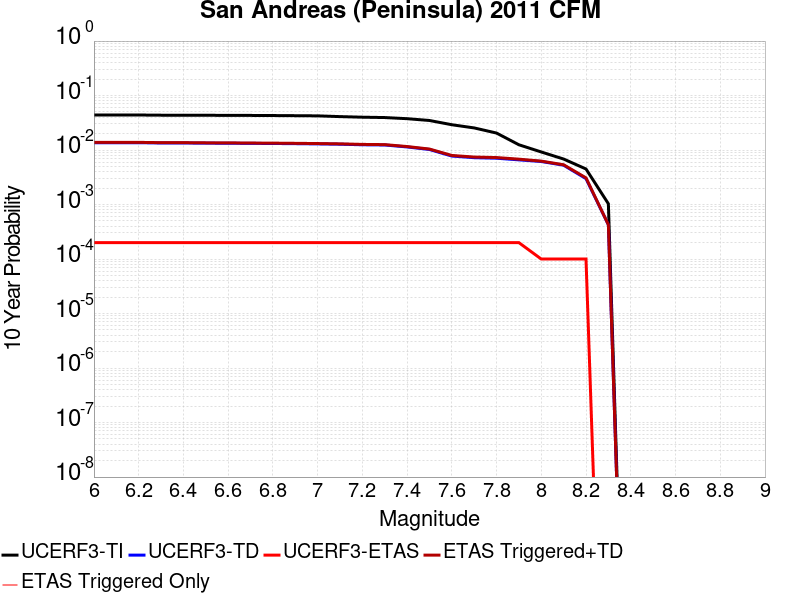 San Andreas (Peninsula) 2011 CFM
10 Year Probability
10^0
10^-1
10^-2
10^-3
10^-4
10^-5
10^-6
10^-7
10^-8
6 6.2 6.4 6.6 6.8 7 7.2 7.4 7.6 7.8 8 8.2 8.4 8.6 8.8 9
Magnitude
UCERF3-TI UCERF3-TD UCERF3-ETAS ETAS Triggered+TD
ETAS Triggered Only